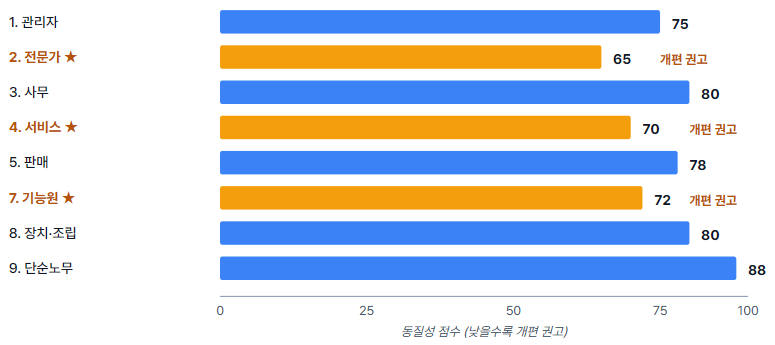 1. 관리자 75
2. 전문가 ★ 65 개편 권고
3. 사무 80
4. 서비스 ★ 70 개편 권고
5. 판매 78
7. 기능원 ★ 72 개편 권고
8. 장치·조립 80
9. 단순노무 88
0 25 50 75 100
동질성 점수 (낮을수록 개편 권고)